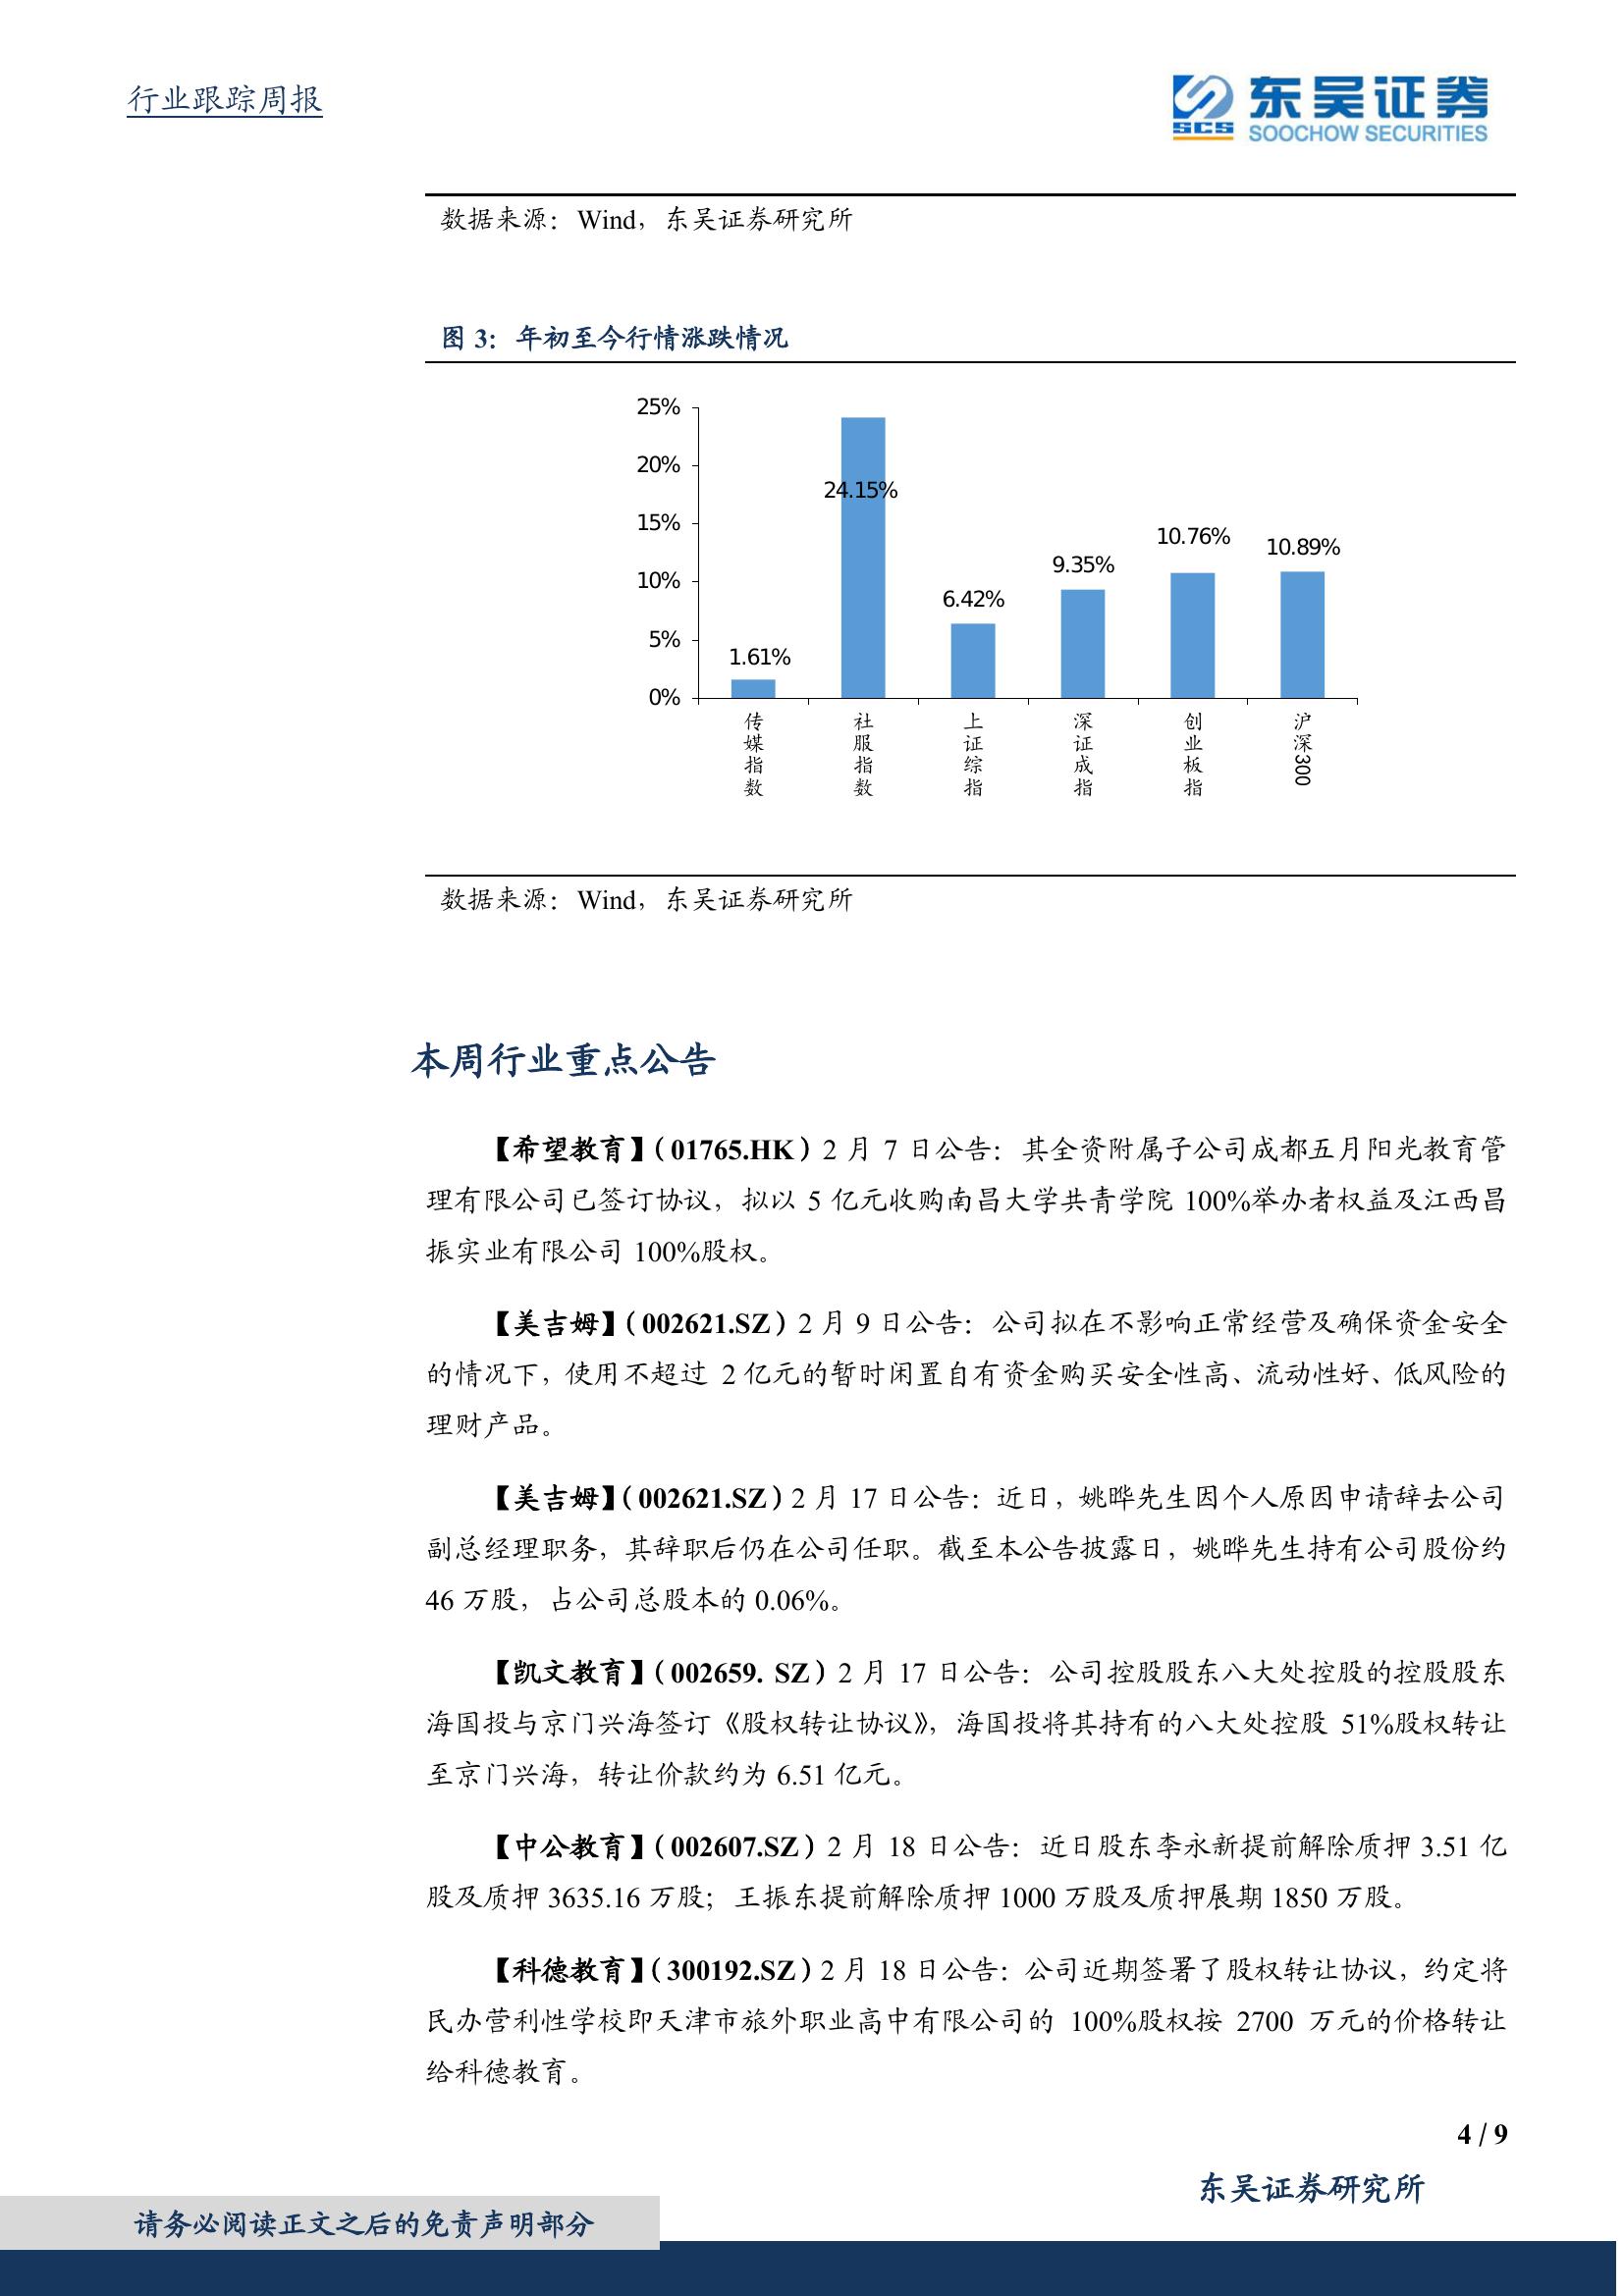 行业跟踪周报
SCS
东吴证券
SOOCHOW SECURITIES
数据来源：Wind，东吴证券研究所
图 3：年初至今行情涨跌情况
25%
20%
15%
10%
5%
0%
1.61%
24.15%
6.42%
9.35%
10.76%
10.89%
传媒指数
社服指数
上证综指
深证成指
创业板指
沪深300
数据来源：Wind，东吴证券研究所
本周行业重点公告
【希望教育】（01765.HK）2 月 7 日公告：其全资附属子公司成都五月阳光教育管
理有限公司已签订协议，拟以 5 亿元收购南昌大学共青学院 100%举办者权益及江西昌
振实业有限公司 100%股权。
【美吉姆】（002621.SZ）2 月 9 日公告：公司拟在不影响正常经营及确保资金安全
的情况下，使用不超过 2 亿元的暂时闲置自有资金购买安全性高、流动性好、低风险的
理财产品。
【美吉姆】（002621.SZ）2 月 17 日公告：近日，姚晔先生因个人原因申请辞去公司
副总经理职务，其辞职后仍在公司任职。截至本公告披露日，姚晔先生持有公司股份约
46 万股，占公司总股本的 0.06%。
【凯文教育】（002659. SZ）2 月 17 日公告：公司控股股东八大处控股的控股股东
海国投与京门兴海签订《股权转让协议》，海国投将其持有的八大处控股 51%股权转让
至京门兴海，转让价款约为 6.51 亿元。
【中公教育】（002607.SZ）2 月 18 日公告：近日股东李永新提前解除质押 3.51 亿
股及质押 3635.16 万股；王振东提前解除质押 1000 万股及质押展期 1850 万股。
【科德教育】（300192.SZ）2 月 18 日公告：公司近期签署了股权转让协议，约定将
民办营利性学校即天津市旅外职业高中有限公司的 100%股权按 2700 万元的价格转让
给科德教育。
4 / 9
东吴证券研究所
请务必阅读正文之后的免责声明部分